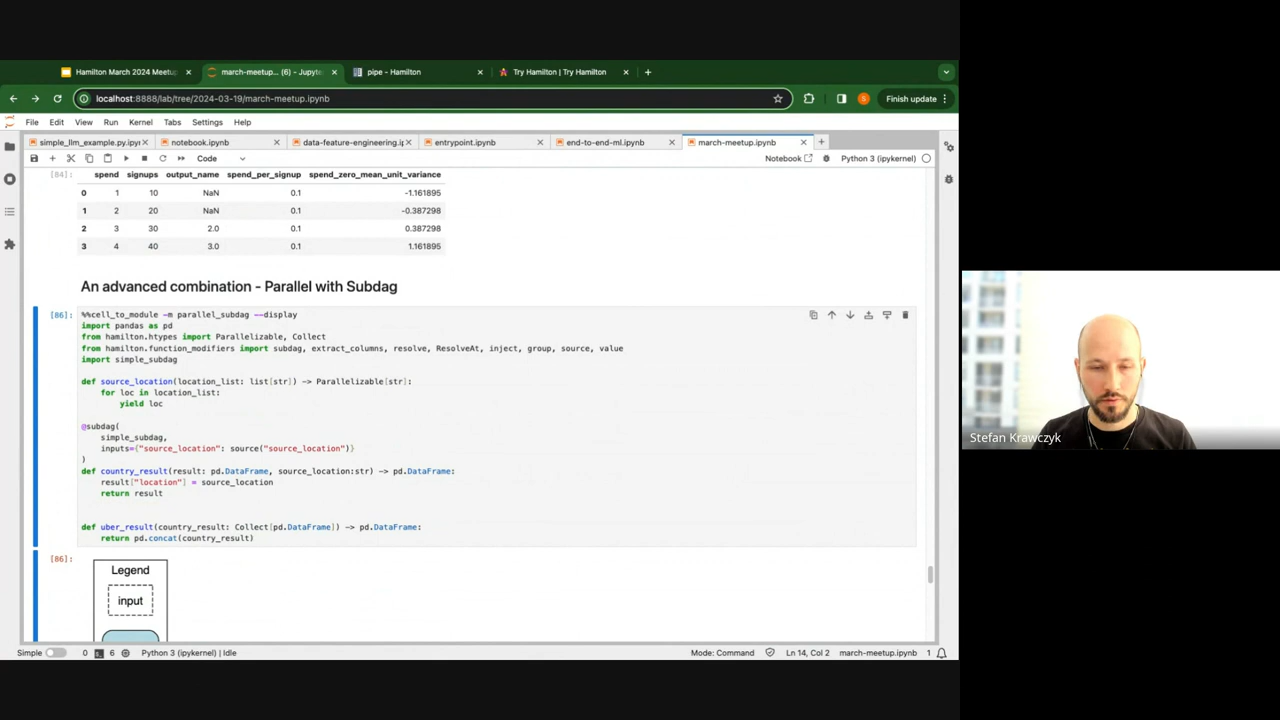 Hamilton March 2024 Meetu
march-meetup... (6) - Jupyte
pipe - Hamilton
Try Hamilton | Try Hamilton
localhost:8888/lab/tree/2024-03-19/march-meetup.ipynb
S
Finish update
File Edit View Run Kernel Tabs Settings Help
simple_llm_example.py.ipyn
notebook.ipynb
data-feature-engineering.ip
entrypoint.ipynb
end-to-end-ml.ipynb
march-meetup.ipynb
Code
Notebook
Python 3 (ipykernel)
[84]:
spend signups output_name spend_per_signup spend_zero_mean_unit_variance
0 1 10 NaN 0.1 -1.161895
1 2 20 NaN 0.1 -0.387298
2 3 30 2.0 0.1 0.387298
3 4 40 3.0 0.1 1.161895
An advanced combination - Parallel with Subdag
[86]:
%%cell_to_module -m parallel_subdag --display
import pandas as pd
from hamilton.htypes import Parallelizable, Collect
from hamilton.function_modifiers import subdag, extract_columns, resolve, ResolveAt, inject, group, source, value
import simple_subdag
def source_location(location_list: list[str]) -> Parallelizable[str]:
for loc in location_list:
yield loc
@subdag(
simple_subdag,
inputs={"source_location": source("source_location")}
)
def country_result(result: pd.DataFrame, source_location:str) -> pd.DataFrame:
result["location"] = source_location
return result
def uber_result(country_result: Collect[pd.DataFrame]) -> pd.DataFrame:
return pd.concat(country_result)
[86]:
Legend
input
Stefan Krawczyk
Simple
0
6
Python 3 (ipykernel) | Idle
Mode: Command
Ln 14, Col 2
march-meetup.ipynb
1